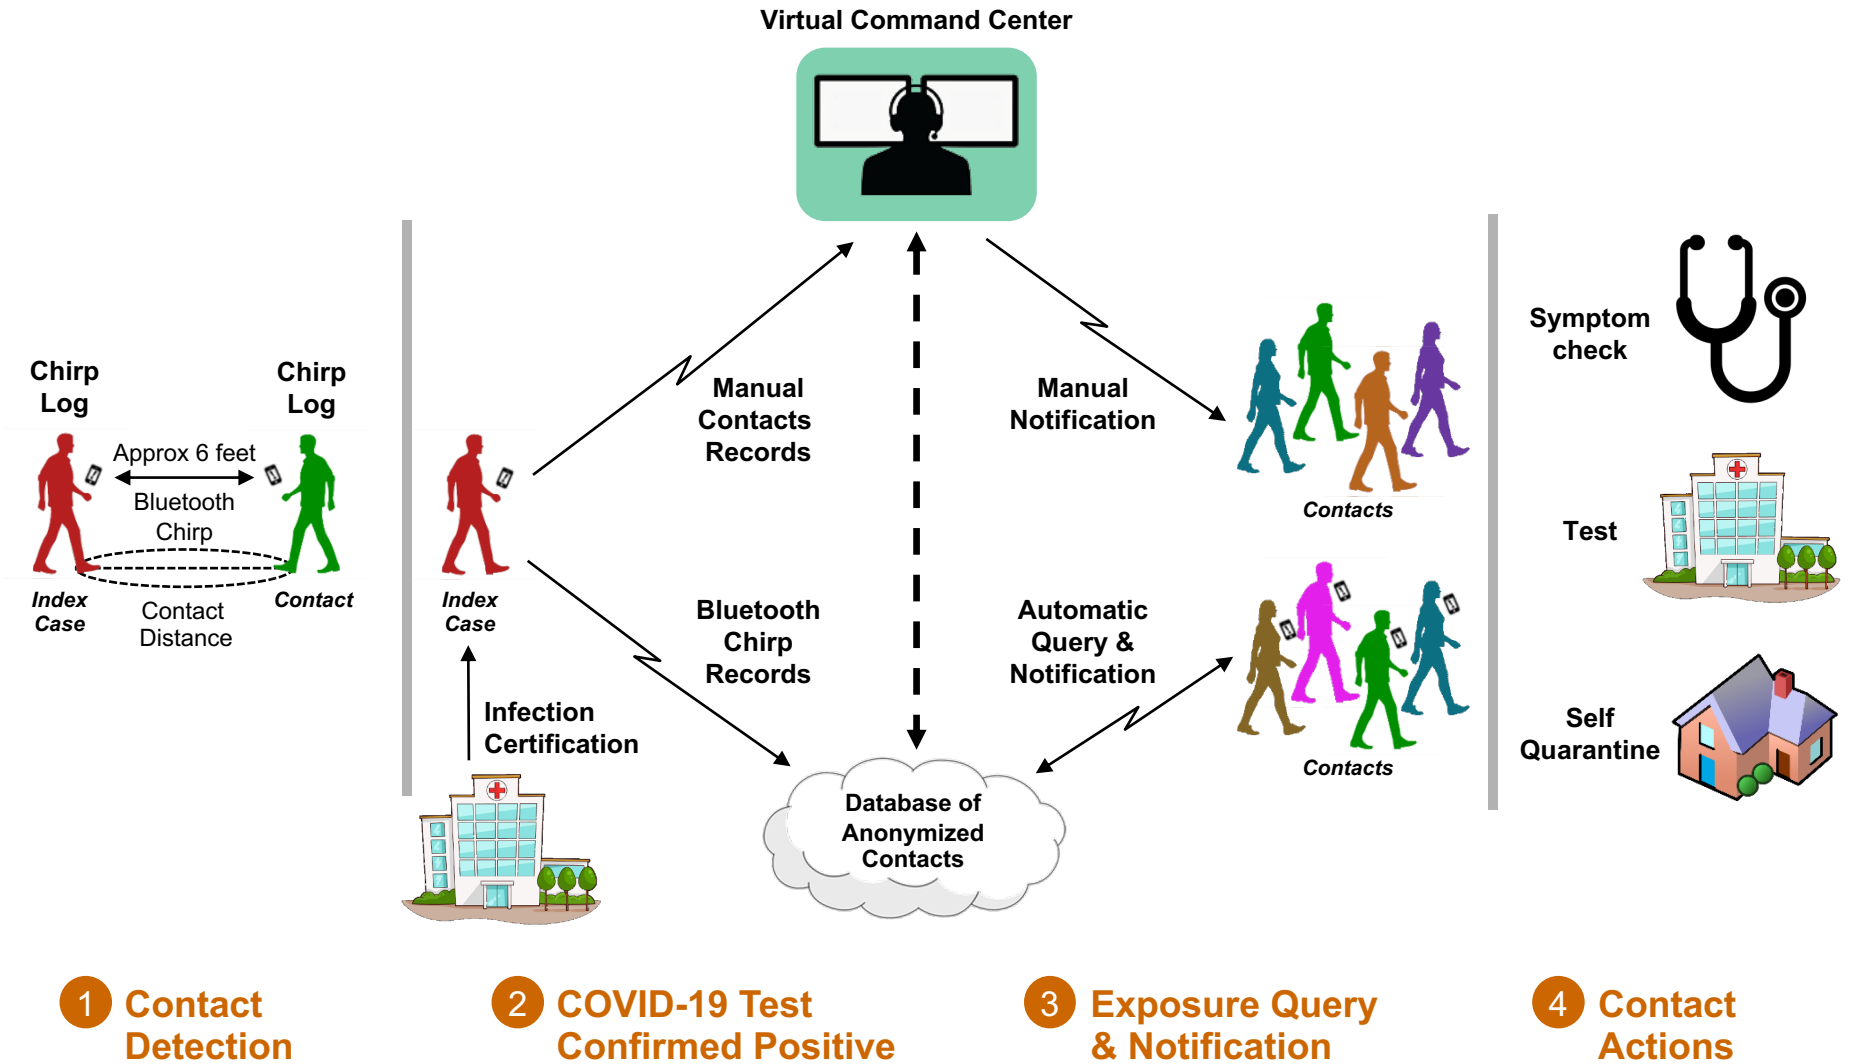 Virtual Command Center
Chirp
Log
Chirp
Log
Approx 6 feet
Bluetooth
Chirp
Index
Case
Contact
Distance
Contact
Index
Case
Infection
Certification
Manual
Contacts
Records
Bluetooth
Chirp
Records
Database of
Anonymized
Contacts
Manual
Notification
Contacts
Automatic
Query &
Notification
Contacts
Symptom
check
Test
Self
Quarantine
1 Contact
Detection
2 COVID-19 Test
Confirmed Positive
3 Exposure Query
& Notification
4 Contact
Actions